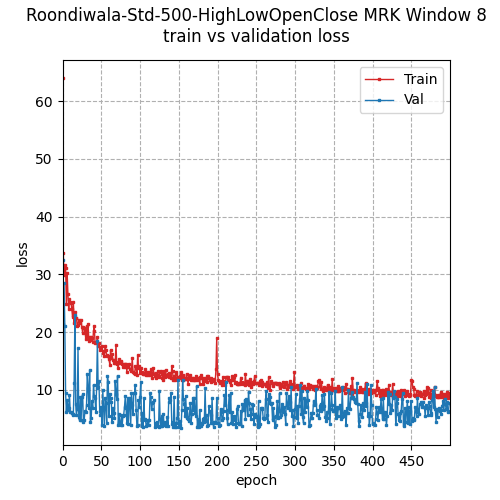 Roondiwala-Std-500-HighLowOpenClose MRK Window 8
train vs validation loss
Train
Val
60
50
40
30
20
10
loss
0 50 100 150 200 250 300 350 400 450
epoch